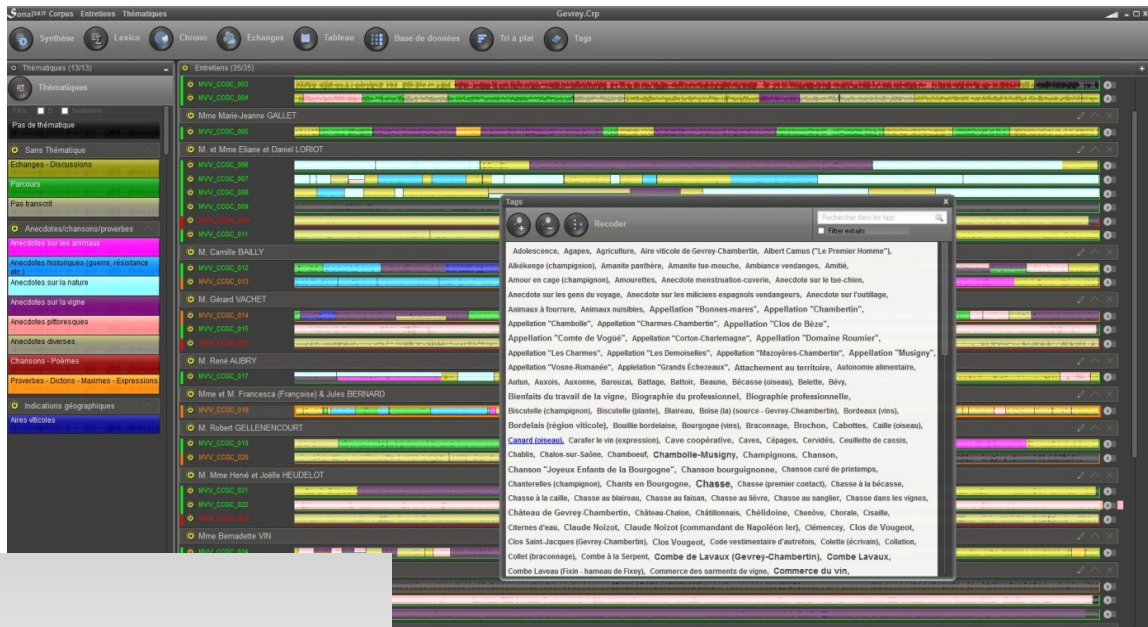 Sonal Corpus Entretiens Thématiques
Gevrey.Crp
Synthèse Lexico Chrono Echanges Tableau Base de données Tri à plat Tags
Thématiques (13/13)
Thématiques
Pas de thématique
Sans Thématique
Echanges - Discussions
Parcours
Pas transcrit
Anecdotes/chansons/proverbes
Anecdotes sur les animaux
Anecdotes historiques (guerre, résistance
etc.)
Anecdotes sur la nature
Anecdotes sur la vigne
Anecdotes pittoresques
Anecdotes diverses
Chansons - Poèmes
Proverbes - Dictons - Maximes - Expressions
Indications géographiques
Aires viticoles
Entretiens (35/35)
MVV_CCGC_003
MVV_CCGC_004
Mme Marie-Jeanne GALLET
MVV_CCGC_005
M. et Mme Eliane et Daniel LORIOT
MVV_CCGC_006
MVV_CCGC_007
MVV_CCGC_008
MVV_CCGC_009
MVV_CCGC_010
MVV_CCGC_011
M. Camille BAILLY
MVV_CCGC_012
MVV_CCGC_013
M. Gérard VACHET
MVV_CCGC_014
MVV_CCGC_015
M. René AUBRY
MVV_CCGC_017
Mme et M. Francesca (Françoise) & Jules BERNARD
MVV_CCGC_018
M. Robert GELLENENCOURT
MVV_CCGC_019
MVV_CCGC_020
M. Mme Hervé et Joëlle HEUDELOT
MVV_CCGC_021
MVV_CCGC_022
Mme Bernadette VIN
MVV_CCGC_024
Tags
X
Recoder
Rechercher dans les tags
Filtrer extraits
Adolescence, Agapes, Agriculture, Aire viticole de Gevrey-Chambertin, Albert Camus ("Le Premier Homme"),
Alkékenge (champignion), Amanite panthère, Amanite tue-mouche, Ambiance vendanges, Amitié,
Amour en cage (champignion), Amourettes, Anecdote menstruation-cuverie, Anecdote sur le tue-chien,
Anecdote sur les gens du voyage, Anecdote sur les miliciens espagnols vendangeurs, Anecdote sur l'outillage,
Animaux à fourrure, Animaux nuisibles, Appellation "Bonnes-mares", Appellation "Chambertin",
Appellation "Chambolle", Appellation "Charmes-Chambertin", Appellation "Clos de Bèze",
Appellation "Comte de Vogüé", Appellation "Corton-Charlemagne", Appellation "Domaine Roumier",
Appellation "Les Charmes", Appellation "Les Demoiselles", Appellation "Mazoyères-Chambertin", Appellation "Musigny",
Appellation "Vosne-Romanée", Applelation "Grands Échezeaux", Attachement au territoire, Autonomie alimentaire,
Autun, Auxois, Auxonne, Bareuzai, Battage, Battoir, Beaune, Bécasse (oiseau), Belette, Bévy,
Bienfaits du travail de la vigne, Biographie du professionnel, Biographie professionnelle,
Biscutelle (champignon), Biscutelle (plante), Blaireau, Boise (la) (source - Gevrey-Cheambertin), Bordeaux (vins),
Bordelais (région viticole), Bouillie bordelaise, Bourgogne (vins), Braconnage, Brochon, Cabottes, Caille (oiseau),
Canard (oiseau), Carafer le vin (expression), Cave coopérative, Caves, Cépages, Cervidés, Ceuillette de cassis,
Chablis, Chalon-sur-Saône, Chamboeuf, Chambolle-Musigny, Champignons, Chanson,
Chanson "Joyeux Enfants de la Bourgogne", Chanson bourguignonne, Chanson curé de printemps,
Chanterelles (champignon), Chants en Bourgogne, Chasse, Chasse (premier contact), Chasse à la bécasse,
Chasse à la caille, Chasse au blaireau, Chasse au faisan, Chasse au lièvre, Chasse au sanglier, Chasse dans les vignes,
Château de Gevrey-Chambertin, Château-Chalon, Châtillonnais, Chélidoine, Chenôve, Chorale, Cisaille,
Citernes d'eau, Claude Noizot, Claude Noizot (commandant de Napoléon Ier), Clémencey, Clos de Vougeot,
Clos Saint-Jacques (Gevrey-Chambertin), Clos Vougeot, Code vestimentaire d'autrefois, Colette (écrivain), Collation,
Collet (braconnage), Combe à la Serpent, Combe de Lavaux (Gevrey-Chambertin), Combe Lavaux,
Combe Laveau (Fixin - hameau de Fixey), Commerce des sarments de vigne, Commerce du vin,